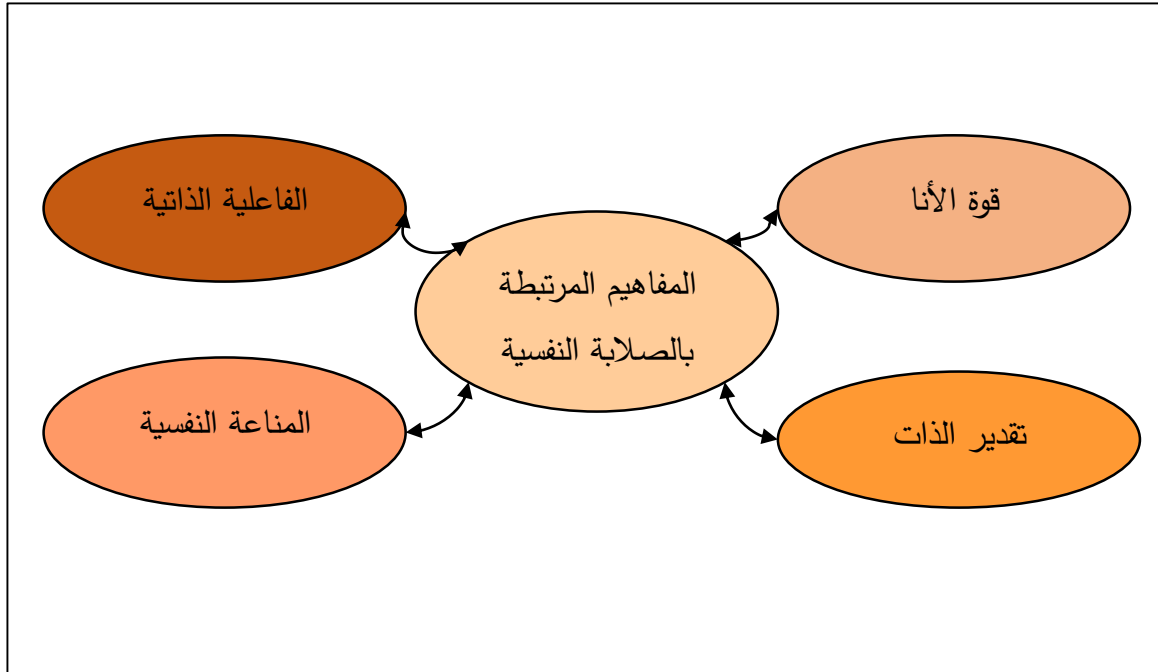 قوة الأنا
الفاعلية الذاتية
المفاهيم المرتبطة
بالصلابة النفسية
تقدير الذات
المناعة النفسية